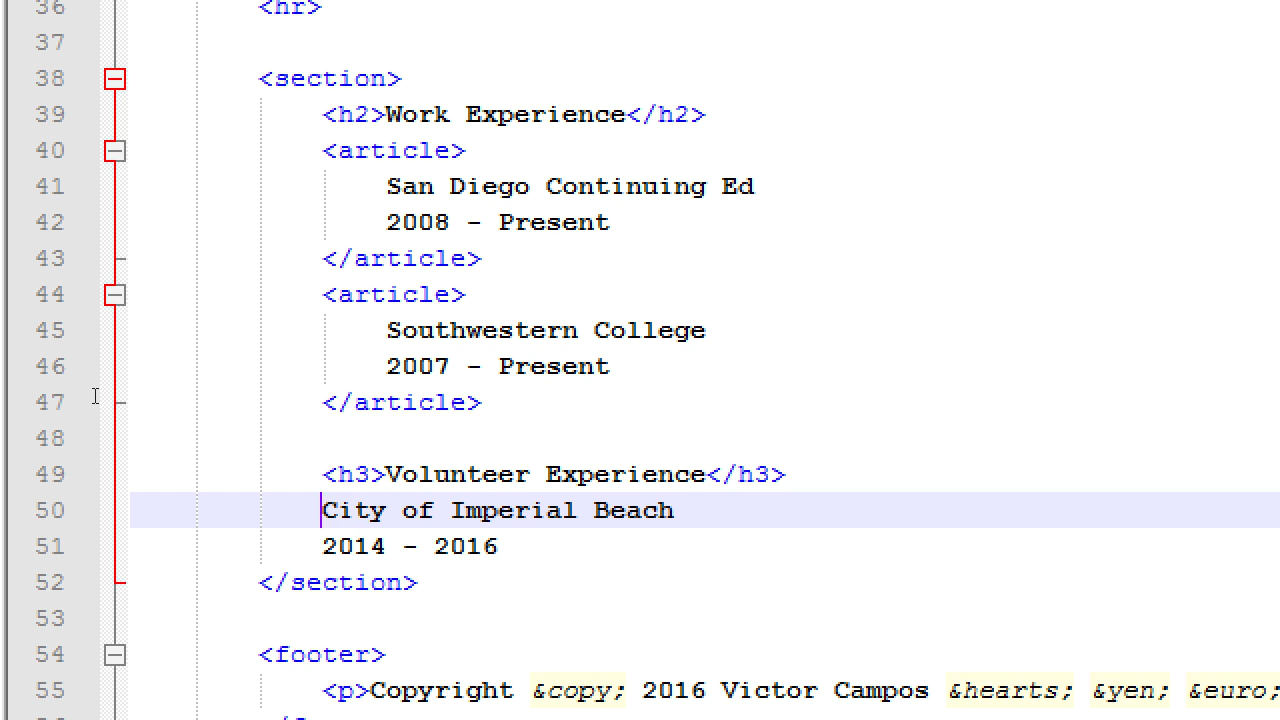 36 <hr>
37
38 <section>
39 <h2>Work Experience</h2>
40 <article>
41 San Diego Continuing Ed
42 2008 - Present
43 </article>
44 <article>
45 Southwestern College
46 2007 - Present
47 </article>
48
49 <h3>Volunteer Experience</h3>
50 City of Imperial Beach
51 2014 - 2016
52 </section>
53
54 <footer>
55 <p>Copyright &copy; 2016 Victor Campos &hearts; &yen; &euro;